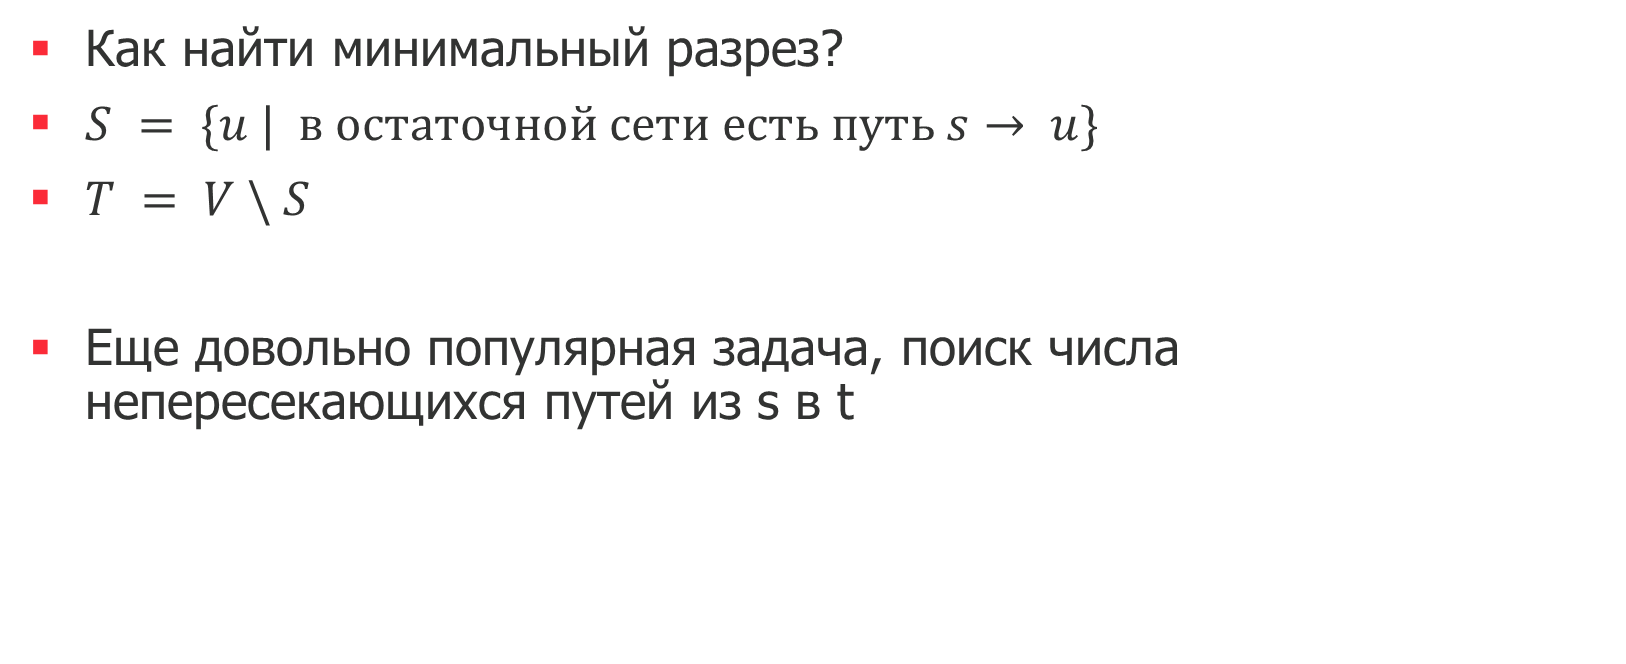 Как найти минимальный разрез?
S = {u | в остаточной сети есть путь s → u}
T = V \ S
Еще довольно популярная задача, поиск числа
непересекающихся путей из s в t